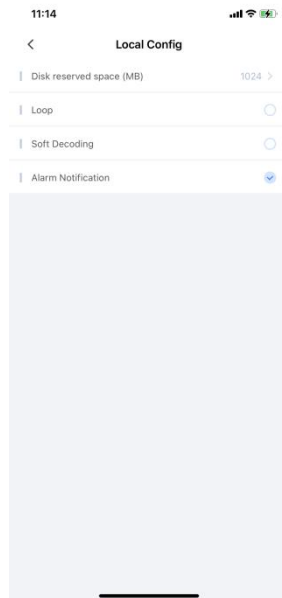 11:14
Local Config
Disk reserved space (MB) 1024
Loop
Soft Decoding
Alarm Notification